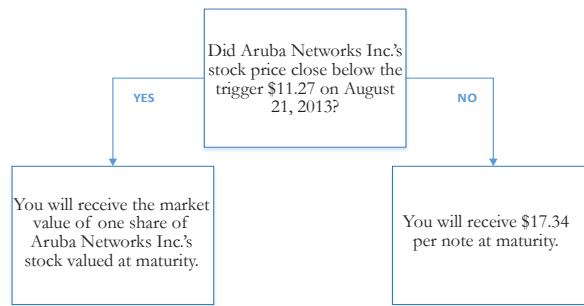 Did Aruba Networks Inc.'s
stock price close below the
trigger $11.27 on August
21, 2013?
YES
NO
You will receive the market
value of one share of
Aruba Networks Inc.'s
stock valued at maturity.
You will receive $17.34
per note at maturity.